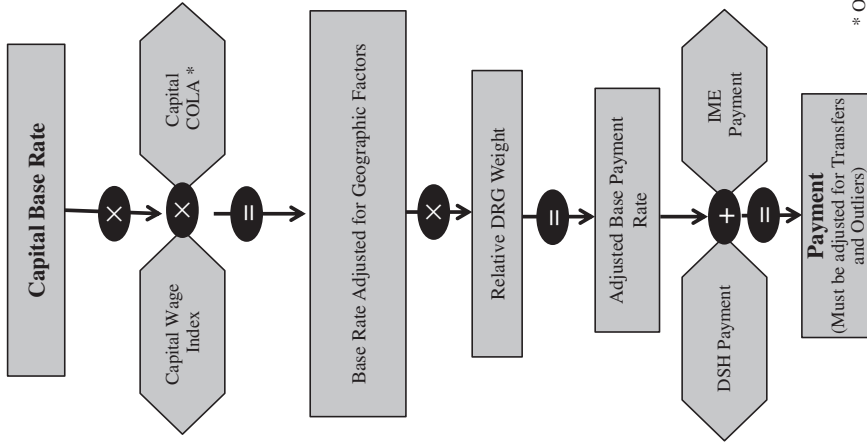 Capital Base Rate
×
Capital Wage
Index
×
Capital
COLA *
=
Base Rate Adjusted for Geographic Factors
×
Relative DRG Weight
=
Adjusted Base Payment
Rate
DSH Payment
+
IME
Payment
=
Payment
(Must be adjusted for Transfers
and Outliers)
* O